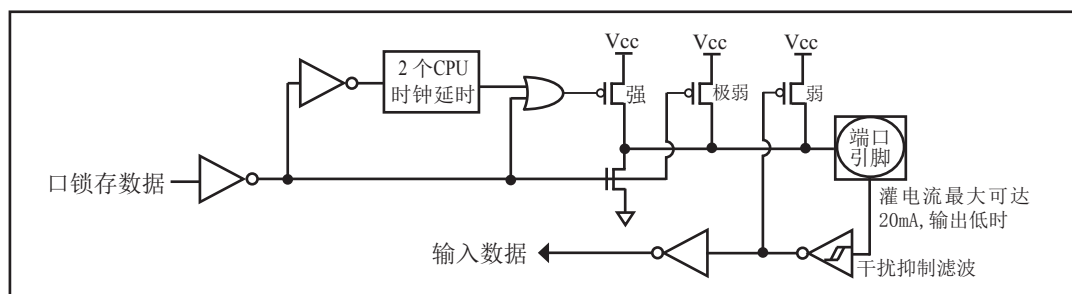 Vcc
Vcc
Vcc
2 个CPU
时钟延时
强
极弱
弱
端口
引脚
口锁存数据
灌电流最大可达
20mA,输出低时
输入数据
干扰抑制滤波